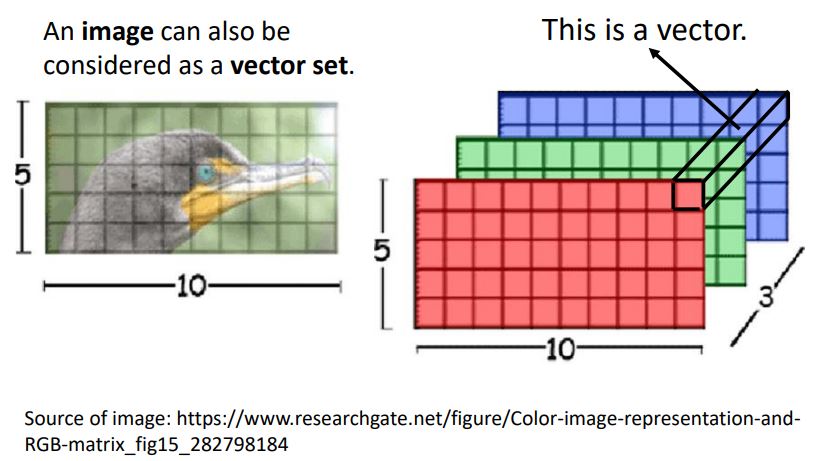 An image can also be
considered as a vector set.
This is a vector.
5
10
5
10
3
Source of image: https://www.researchgate.net/figure/Color-image-representation-and-
RGB-matrix_fig15_282798184